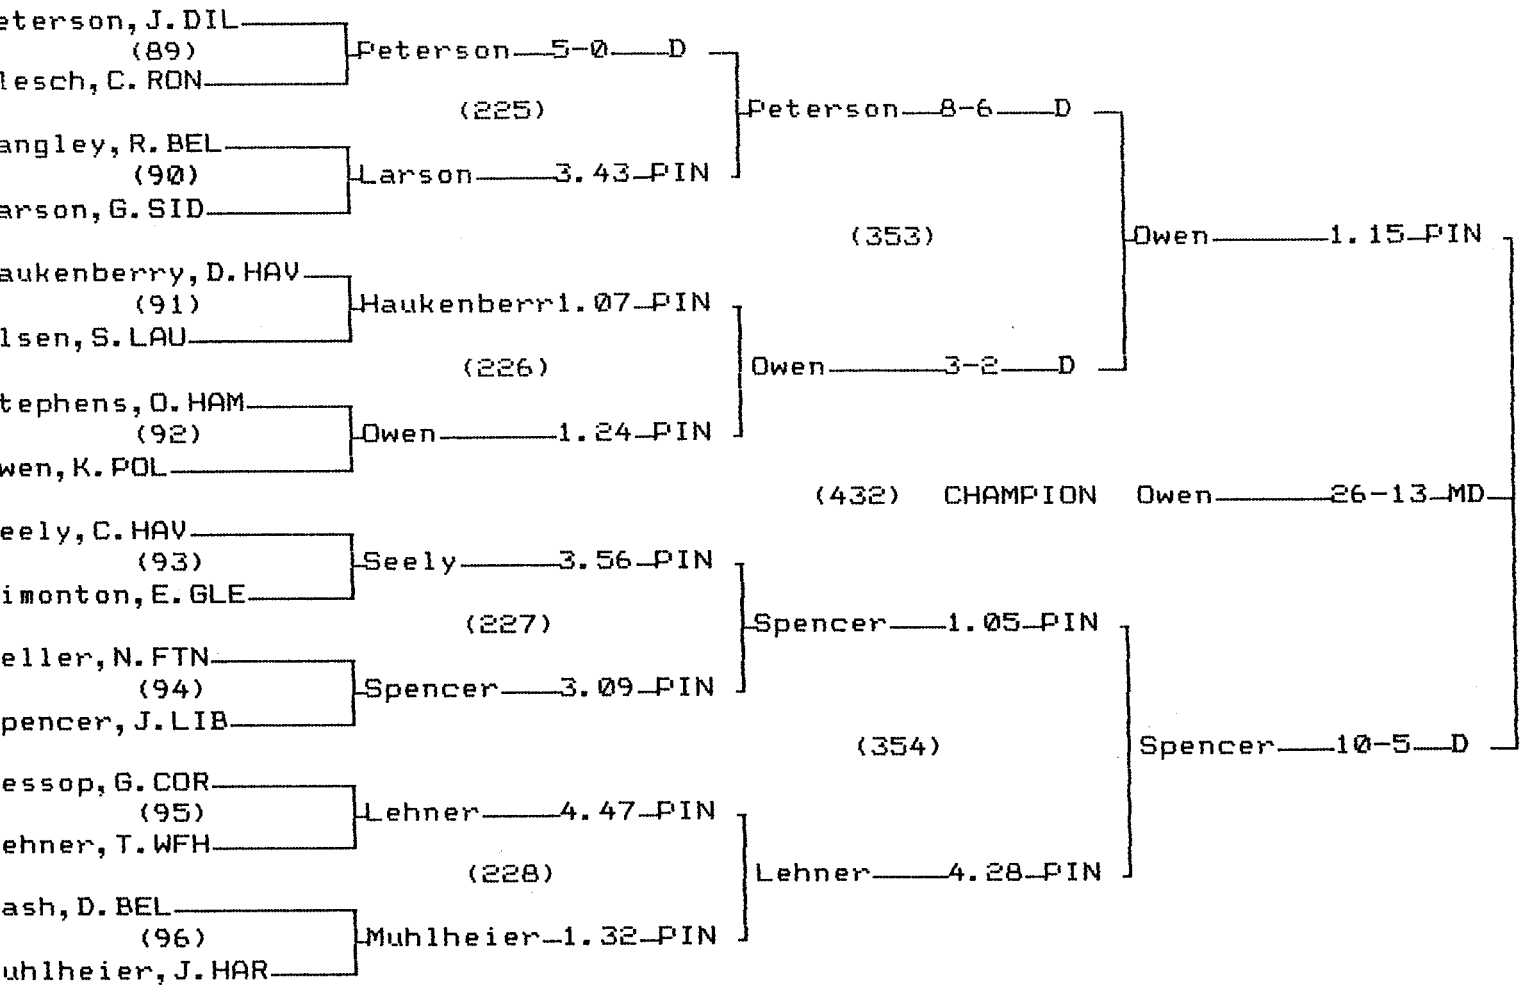 eterson, J. DIL
(89) Peterson 5-0 D
lesch, C. RON
(225) Peterson 8-6 D
angley, R. BEL
(90) Larson 3.43 PIN
arson, G. SID
(353) Owen 1.15 PIN
aukenberry, D. HAV
(91) Haukenberr 1.07 PIN
lsen, S. LAU
(226) Owen 3-2 D
tephens, O. HAM
(92) Owen 1.24 PIN
wen, K. POL
(432) CHAMPION Owen 26-13 MD
eely, C. HAV
(93) Seely 3.56 PIN
imonton, E. GLE
(227) Spencer 1.05 PIN
eller, N. FTN
(94) Spencer 3.09 PIN
pencer, J. LIB
(354) Spencer 10-5 D
essop, G. COR
(95) Lehner 4.47 PIN
ehner, T. WFH
(228) Lehner 4.28 PIN
ash, D. BEL
(96) Muhlheier 1.32 PIN
uhlheier, J. HAR